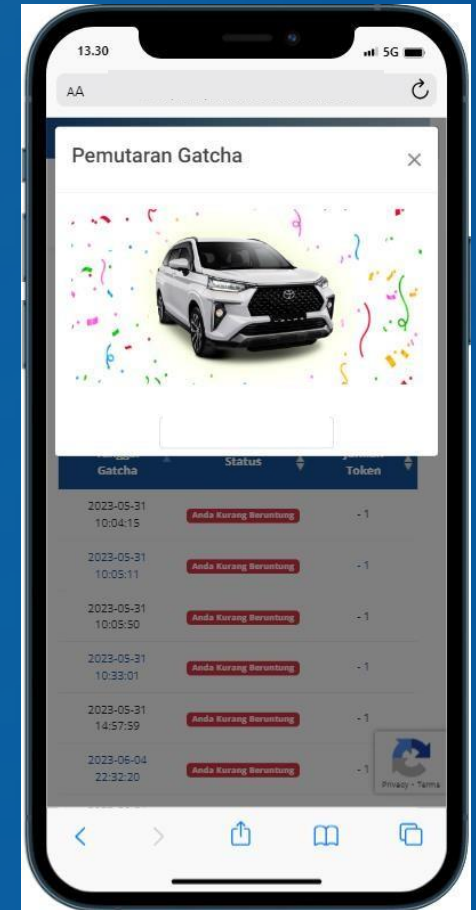 13.30
5G
AA
Pemutaran Gatcha
×
Gatcha
Status
Token
2023-05-31
10:04:15
Anda Kurang Beruntung
- 1
2023-05-31
10:05:11
Anda Kurang Beruntung
- 1
2023-05-31
10:05:50
Anda Kurang Beruntung
- 1
2023-05-31
10:33:01
Anda Kurang Beruntung
- 1
2023-05-31
14:57:59
Anda Kurang Beruntung
- 1
2023-06-04
22:32:20
Anda Kurang Beruntung
- 1
Privacy - Terms